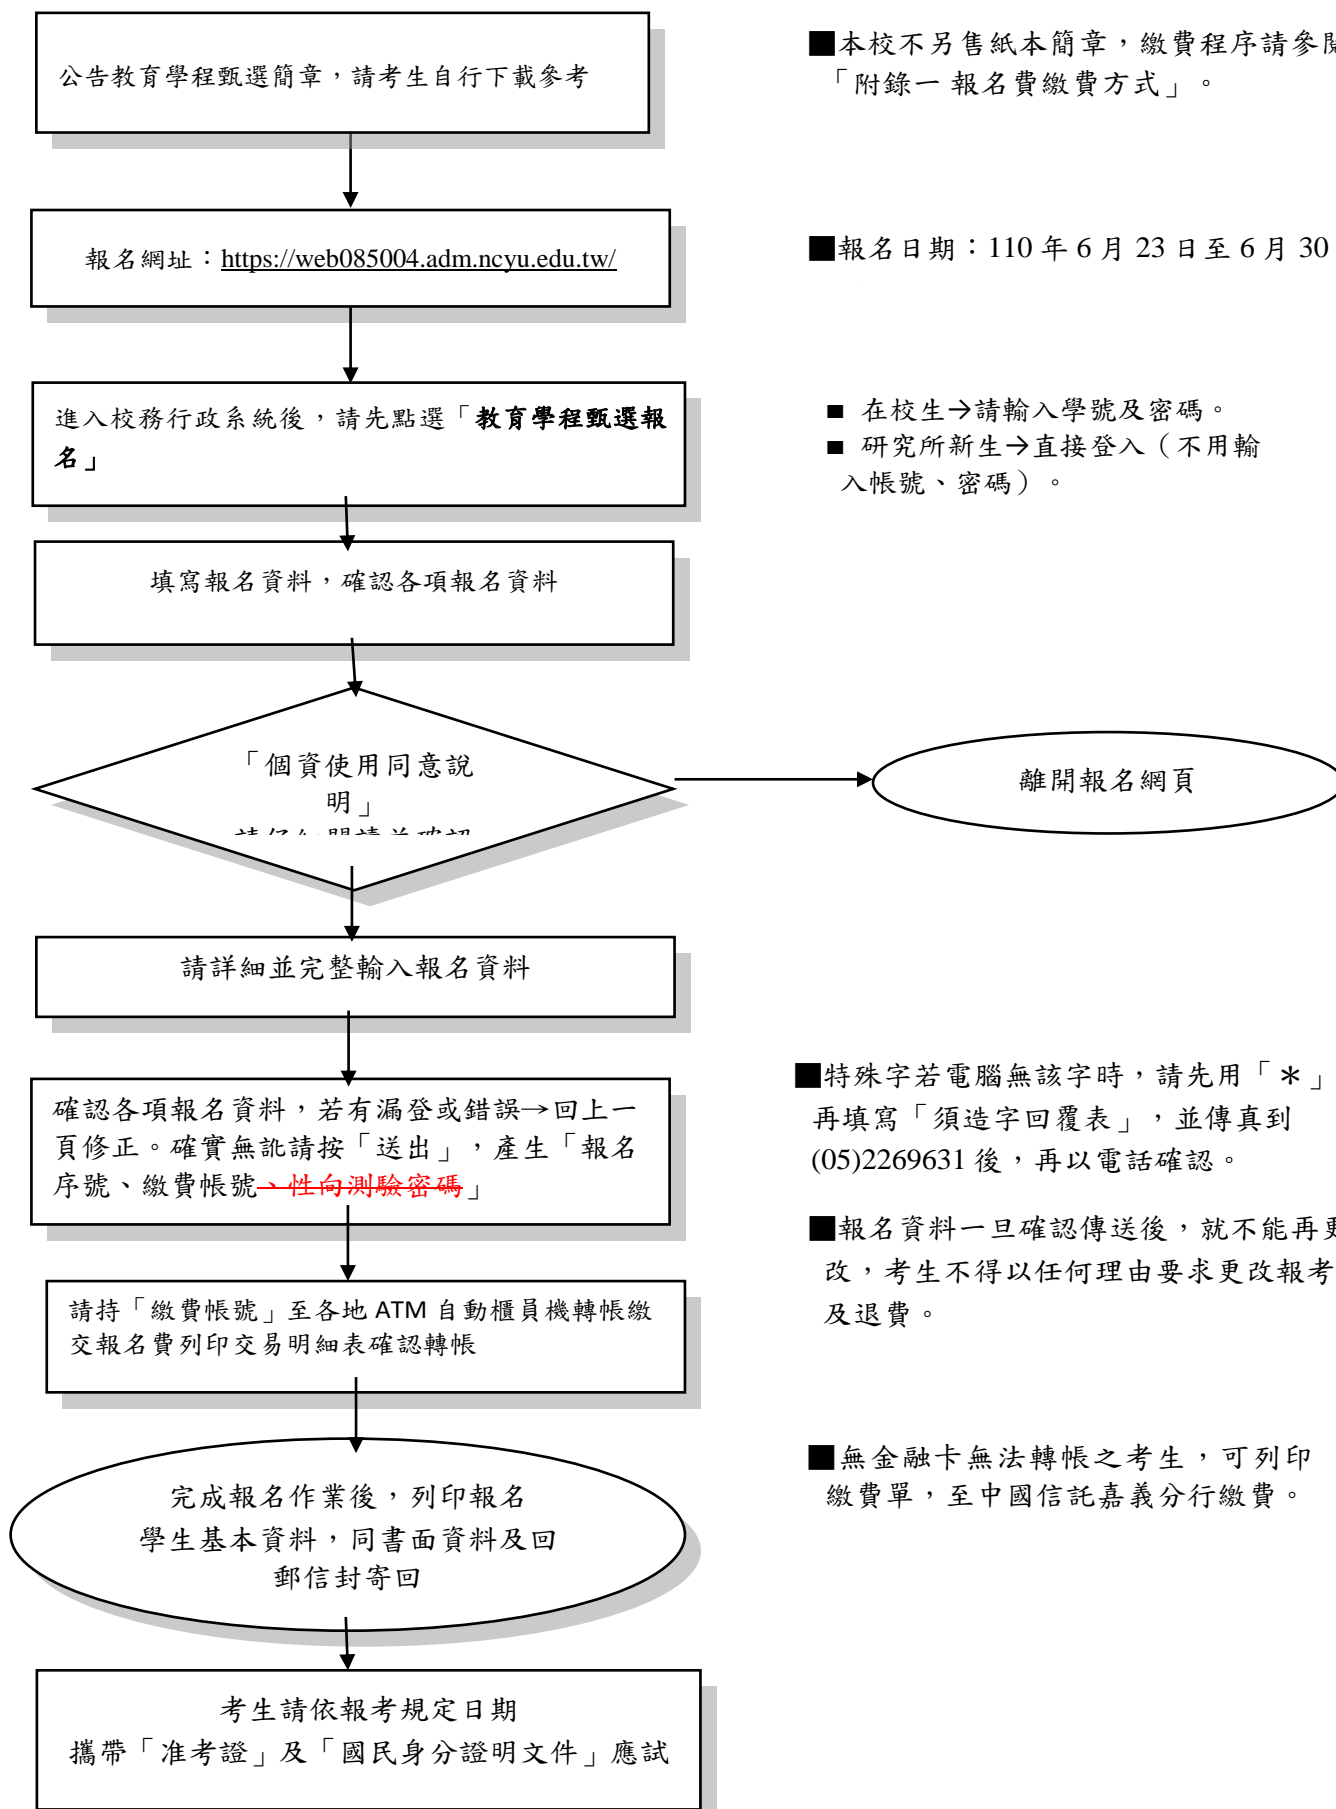 公告教育學程甄選簡章，請考生自行下載參考
■本校不另售紙本簡章，繳費程序請參閱
「附錄一 報名費繳費方式」。
報名網址：https://web085004.adm.ncyu.edu.tw/
■報名日期：110 年 6 月 23 日至 6 月 30
進入校務行政系統後，請先點選「教育學程甄選報
名」
■ 在校生→請輸入學號及密碼。
■ 研究所新生→直接登入（不用輸
入帳號、密碼）。
填寫報名資料，確認各項報名資料
「個資使用同意說
明」
離開報名網頁
請詳細並完整輸入報名資料
確認各項報名資料，若有漏登或錯誤→回上一
頁修正。確實無訛請按「送出」，產生「報名
序號、繳費帳號、性向測驗密碼」
■特殊字若電腦無該字時，請先用「＊」
再填寫「須造字回覆表」，並傳真到
(05)2269631 後，再以電話確認。
■報名資料一旦確認傳送後，就不能再更
改，考生不得以任何理由要求更改報考
及退費。
請持「繳費帳號」至各地 ATM 自動櫃員機轉帳繳
交報名費列印交易明細表確認轉帳
■無金融卡無法轉帳之考生，可列印
繳費單，至中國信託嘉義分行繳費。
完成報名作業後，列印報名
學生基本資料，同書面資料及回
郵信封寄回
考生請依報考規定日期
攜帶「准考證」及「國民身分證明文件」應試